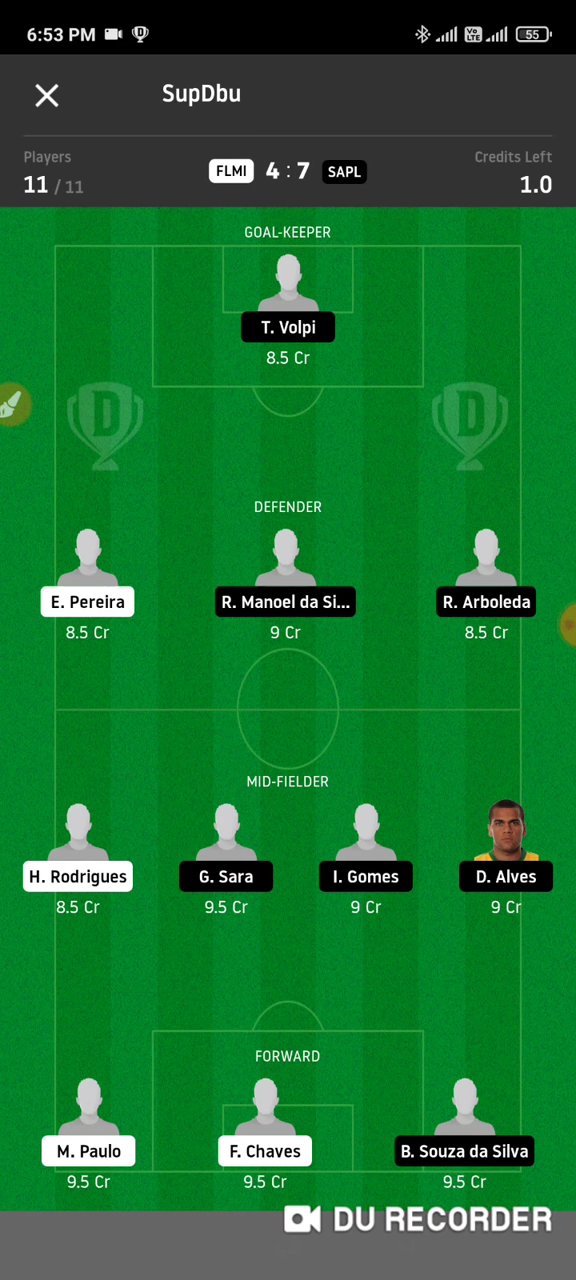 6:53 PM
Vo LTE
55
SupDbu
Players
11 / 11
FLMI 4 : 7 SAPL
Credits Left
1.0
GOAL-KEEPER
T. Volpi
8.5 Cr
D
D
DEFENDER
E. Pereira
R. Manoel da Si...
R. Arboleda
8.5 Cr
9 Cr
8.5 Cr
MID-FIELDER
H. Rodrigues
G. Sara
I. Gomes
D. Alves
8.5 Cr
9.5 Cr
9 Cr
9 Cr
FORWARD
M. Paulo
F. Chaves
B. Souza da Silva
9.5 Cr
9.5 Cr
9.5 Cr
DU RECORDER